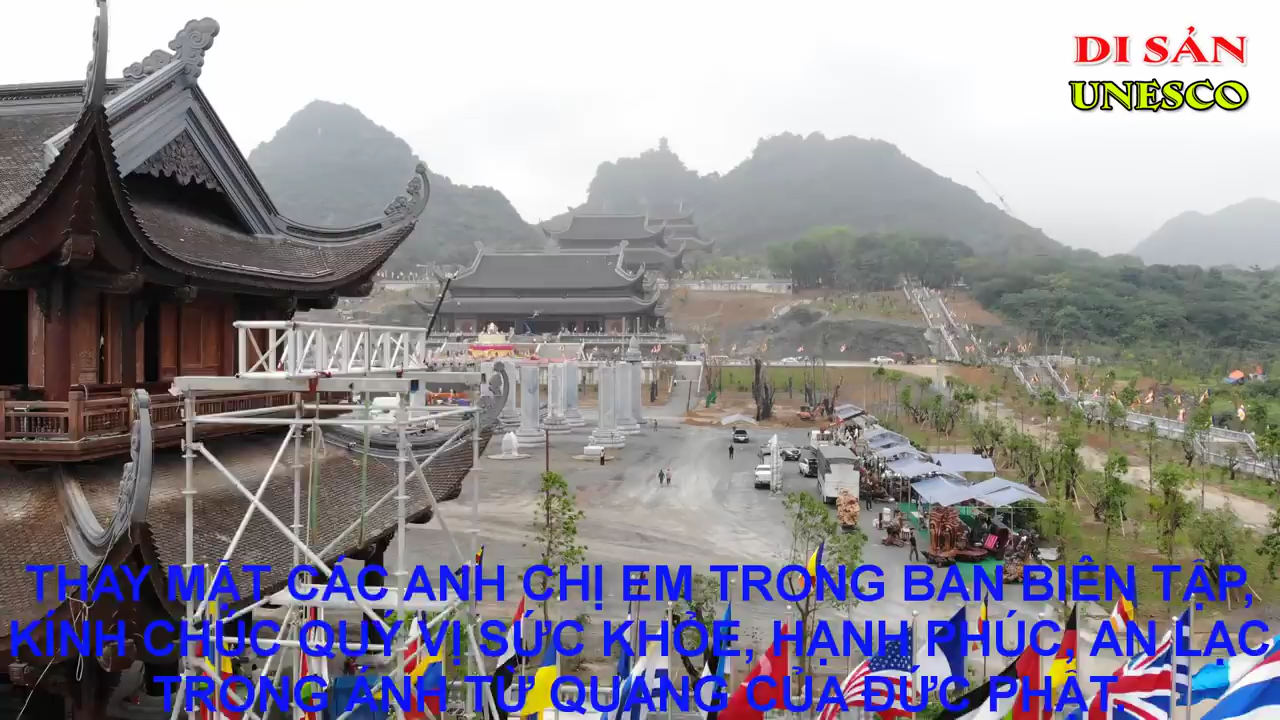 DI SẢN
UNESCO
THAY MẶT CÁC ANH CHỊ EM TRONG BAN BIÊN TẬP,
KÍNH CHÚC QUÝ VỊ SỨC KHỎE, HẠNH PHÚC, AN LẠC
TRONG ÁNH TỪ QUANG CỦA ĐỨC PHẬT.